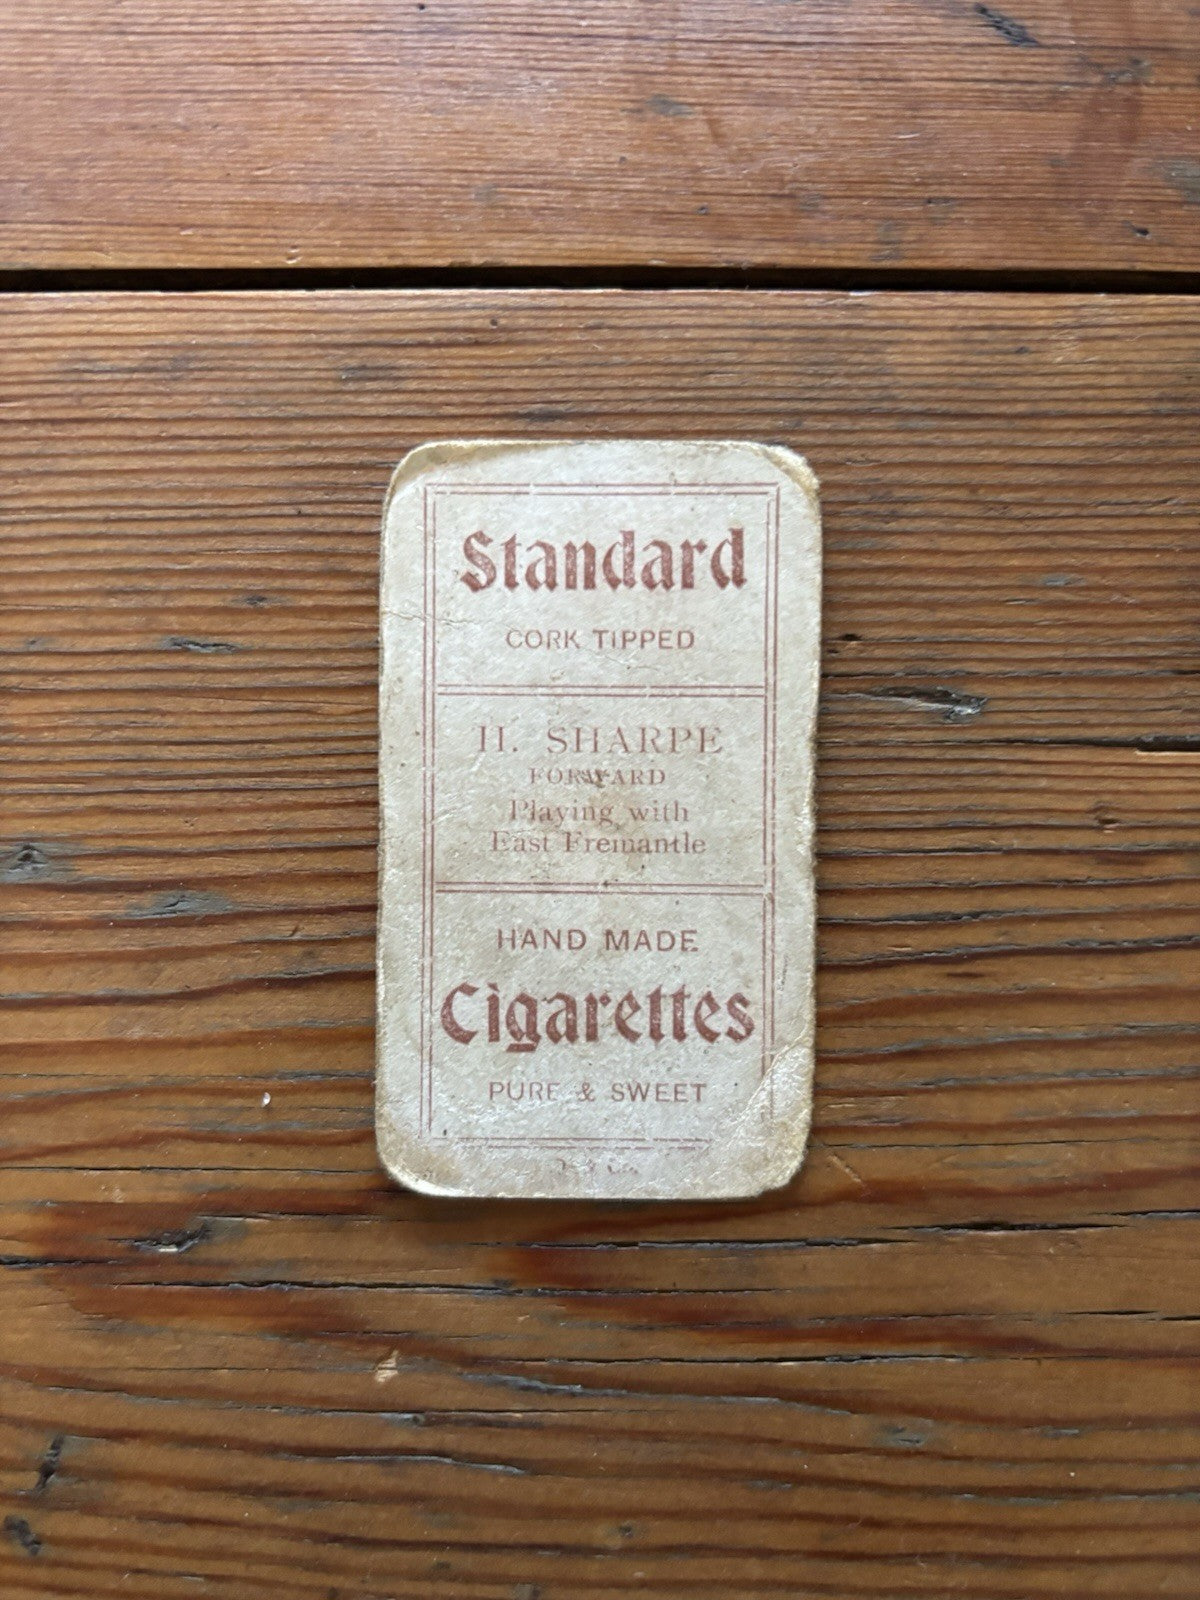 Standard
CORK TIPPED
H. SHARPE
FORWARD
Playing with
East Fremantle
HAND MADE
Cigarettes
PURE & SWEET